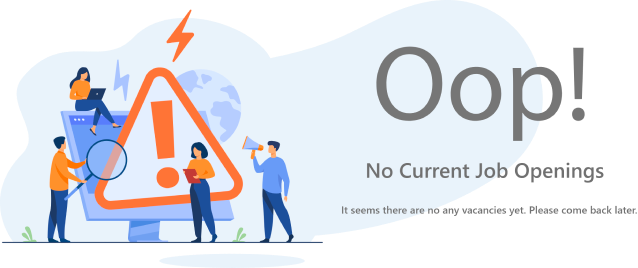 Oop!
No Current Job Openings
It seems there are no any vacancies yet. Please come back later.